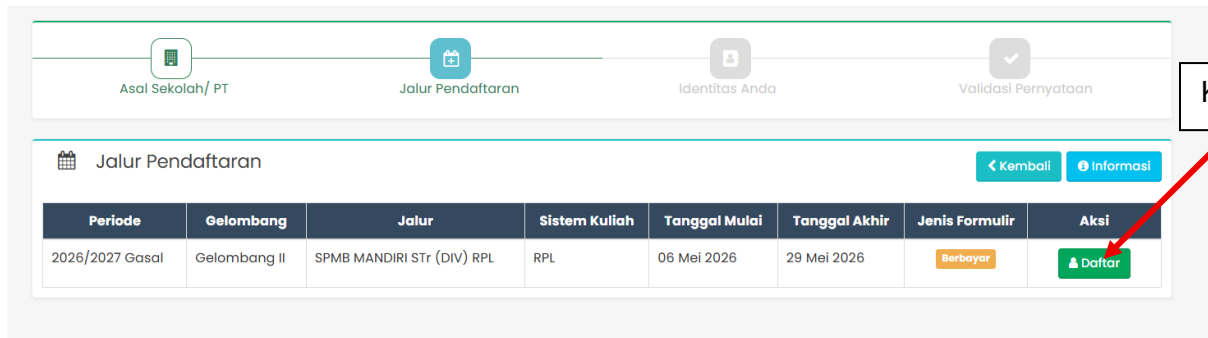 Asal Sekolah/ PT Jalur Pendaftaran Identitas Anda Validasi Pernyataan
Jalur Pendaftaran
Kembali Informasi
Periode Gelombang Jalur Sistem Kuliah Tanggal Mulai Tanggal Akhir Jenis Formulir Aksi
2026/2027 Gasal Gelombang II SPMB MANDIRI STr (DIV) RPL RPL 06 Mei 2026 29 Mei 2026 Berbayar Daftar